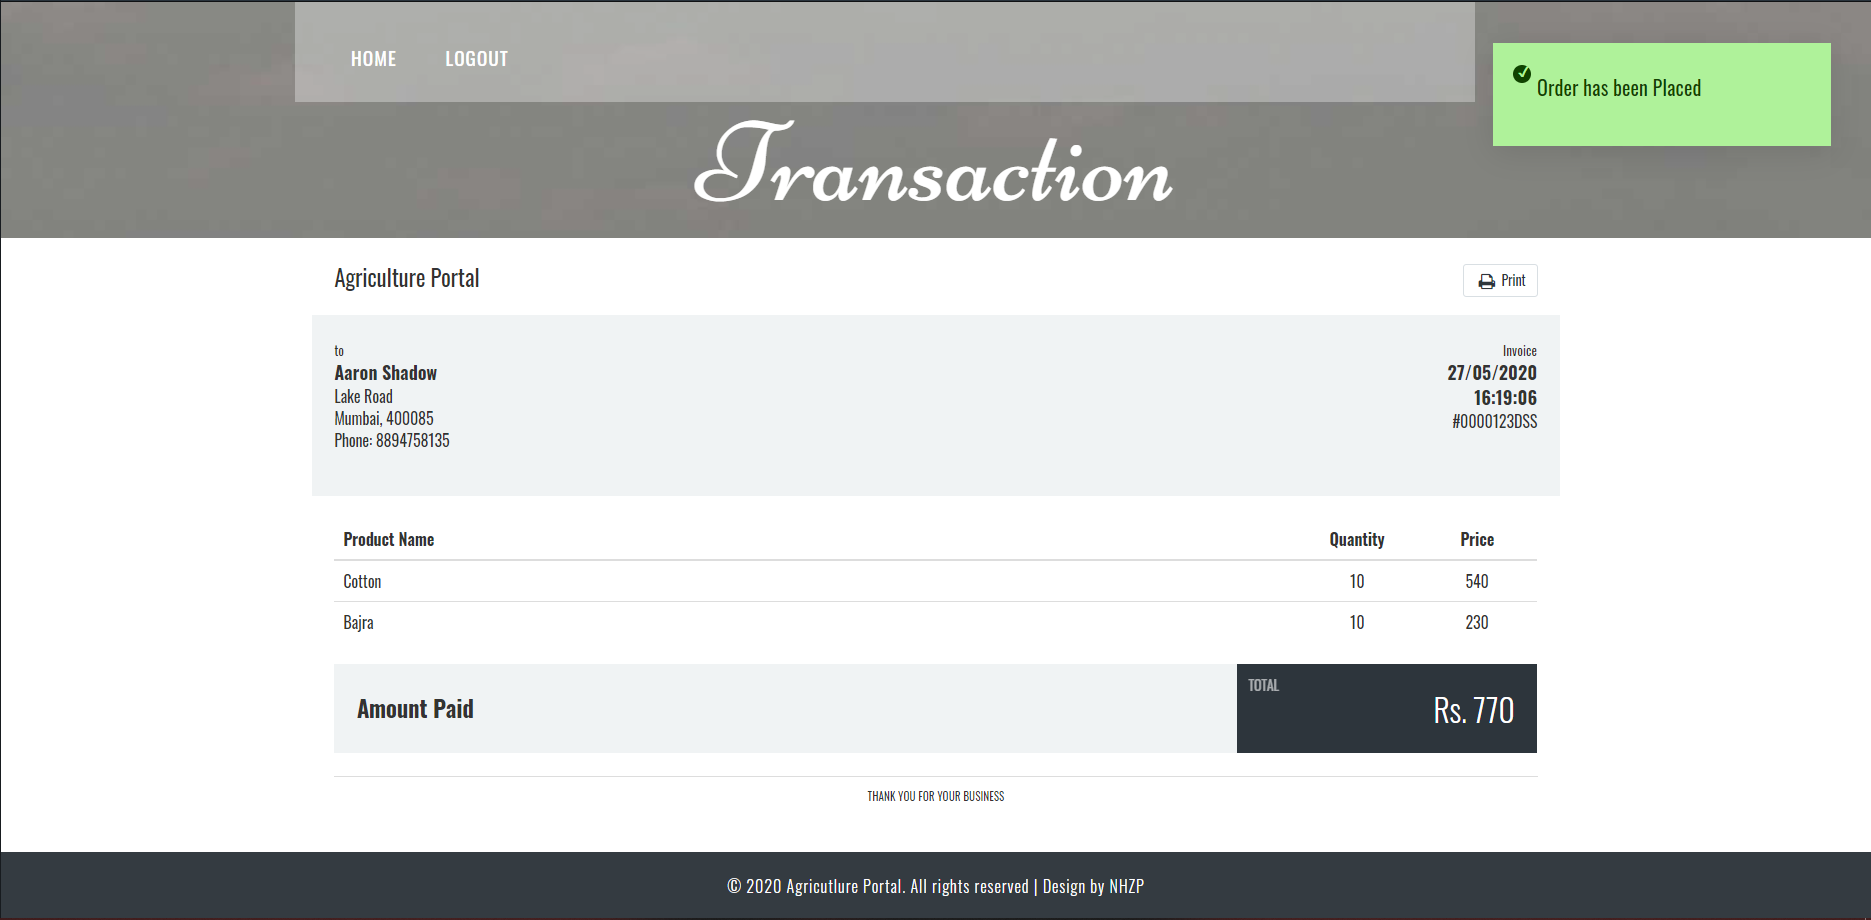 HOME LOGOUT
Order has been Placed
Transaction
Agriculture Portal
Print
to
Aaron Shadow
Lake Road
Mumbai, 400085
Phone: 8894758135
Invoice
27/05/2020
16:19:06
#0000123DSS
Product Name Quantity Price
Cotton 10 540
Bajra 10 230
Amount Paid
TOTAL
Rs. 770
THANK YOU FOR YOUR BUSINESS
© 2020 Agricutlure Portal. All rights reserved | Design by NHZP